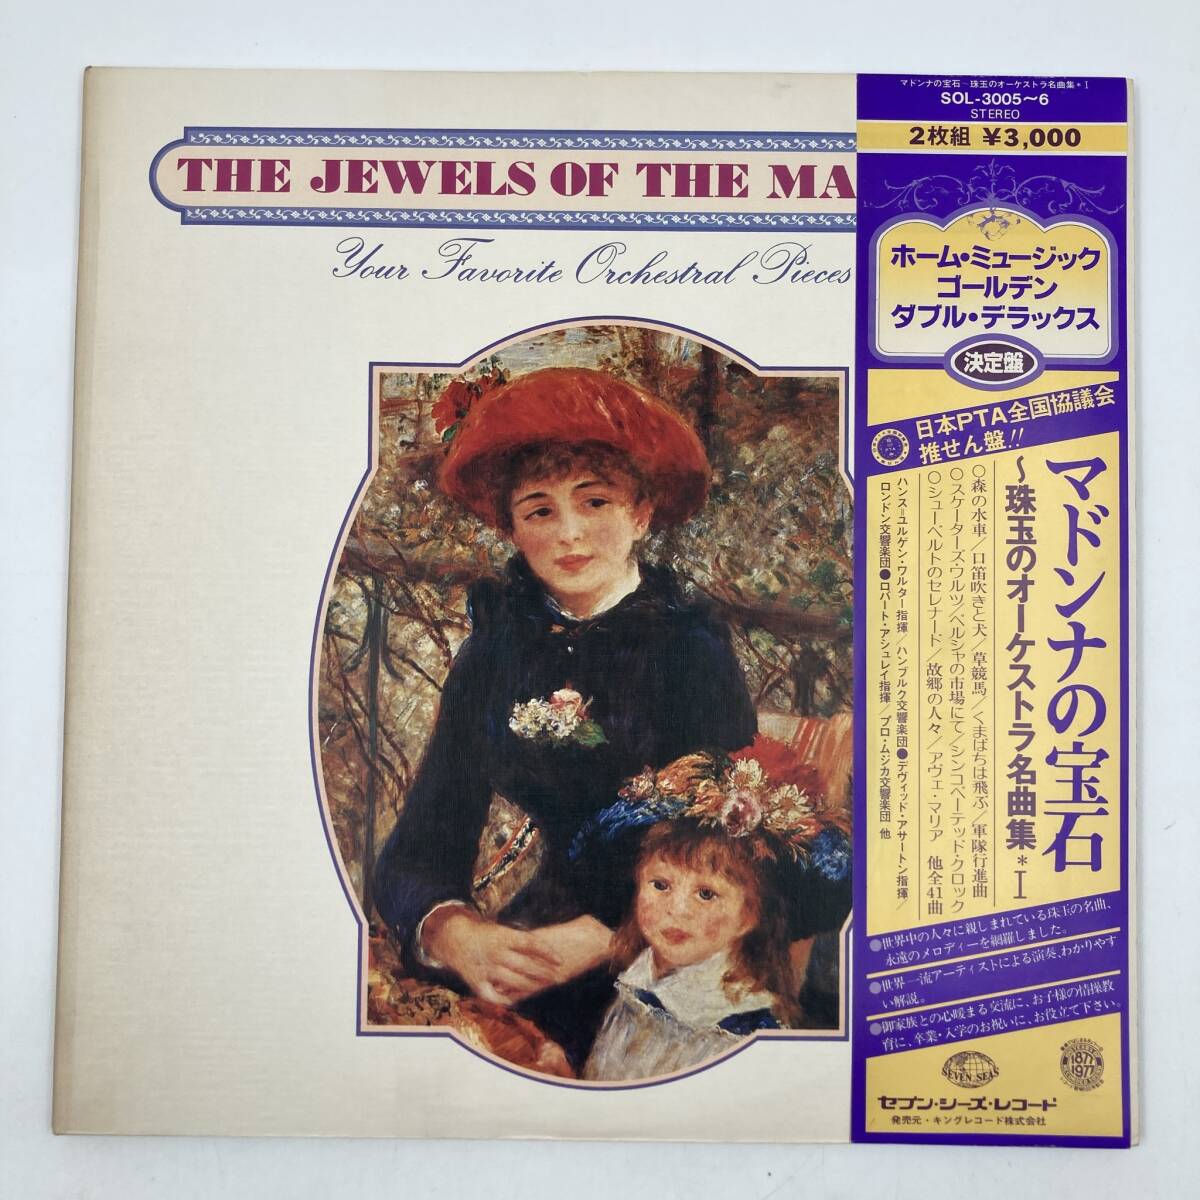 THE JEWELS OF THE MA
Your Favorite Orchestral Pieces
マドンナの宝石-珠玉のオーケストラ名曲集*I
SOL-3005〜6
STEREO
2枚組 ¥3,000
ホーム・ミュージック
ゴールデン
ダブル・デラックス
決定盤
日本PTA全国協議会
推せん盤!!
PTA
マドンナの宝石
〜珠玉のオーケストラ名曲集*I
○森の水車/口笛吹きと犬/草競馬/くまばちは飛ぶ/軍隊行進曲
○スケーターズ・ワルツ/ペルシャの市場にて/シンコペーテッド・クロック
○シューベルトのセレナード/故郷の人々/アヴェ・マリア 他全41曲
ハンス=ユルゲン・ワルター指揮/ハンブルク交響楽団●デヴィッド・アサートン指揮/
ロンドン交響楽団●ロバート・アシュレイ指揮/プロ・ムジカ交響楽団 他
●世界中の人々に親しまれている珠玉の名曲、
永遠のメロディーを網羅しました。
●世界一流アーティストによる演奏、わかりやす
い解説。
●御家族との心暖まる交流に、お子様の情操教
育に、卒業・入学のお祝いに、お役立て下さい。
SEVEN SEAS
1877
1977
セブン・シーズ・レコード
発売元・キングレコード株式会社